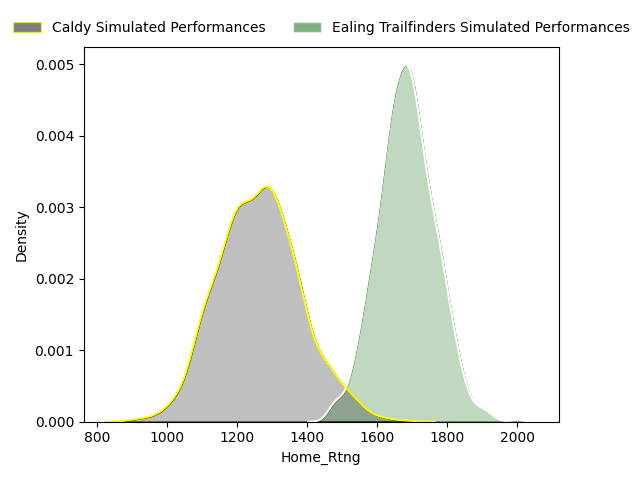 Caldy Simulated Performances
Ealing Trailfinders Simulated Performances
0.005
0.004
0.003
0.002
0.001
0.000
Density
800 1000 1200 1400 1600 1800 2000
Home_Rtng